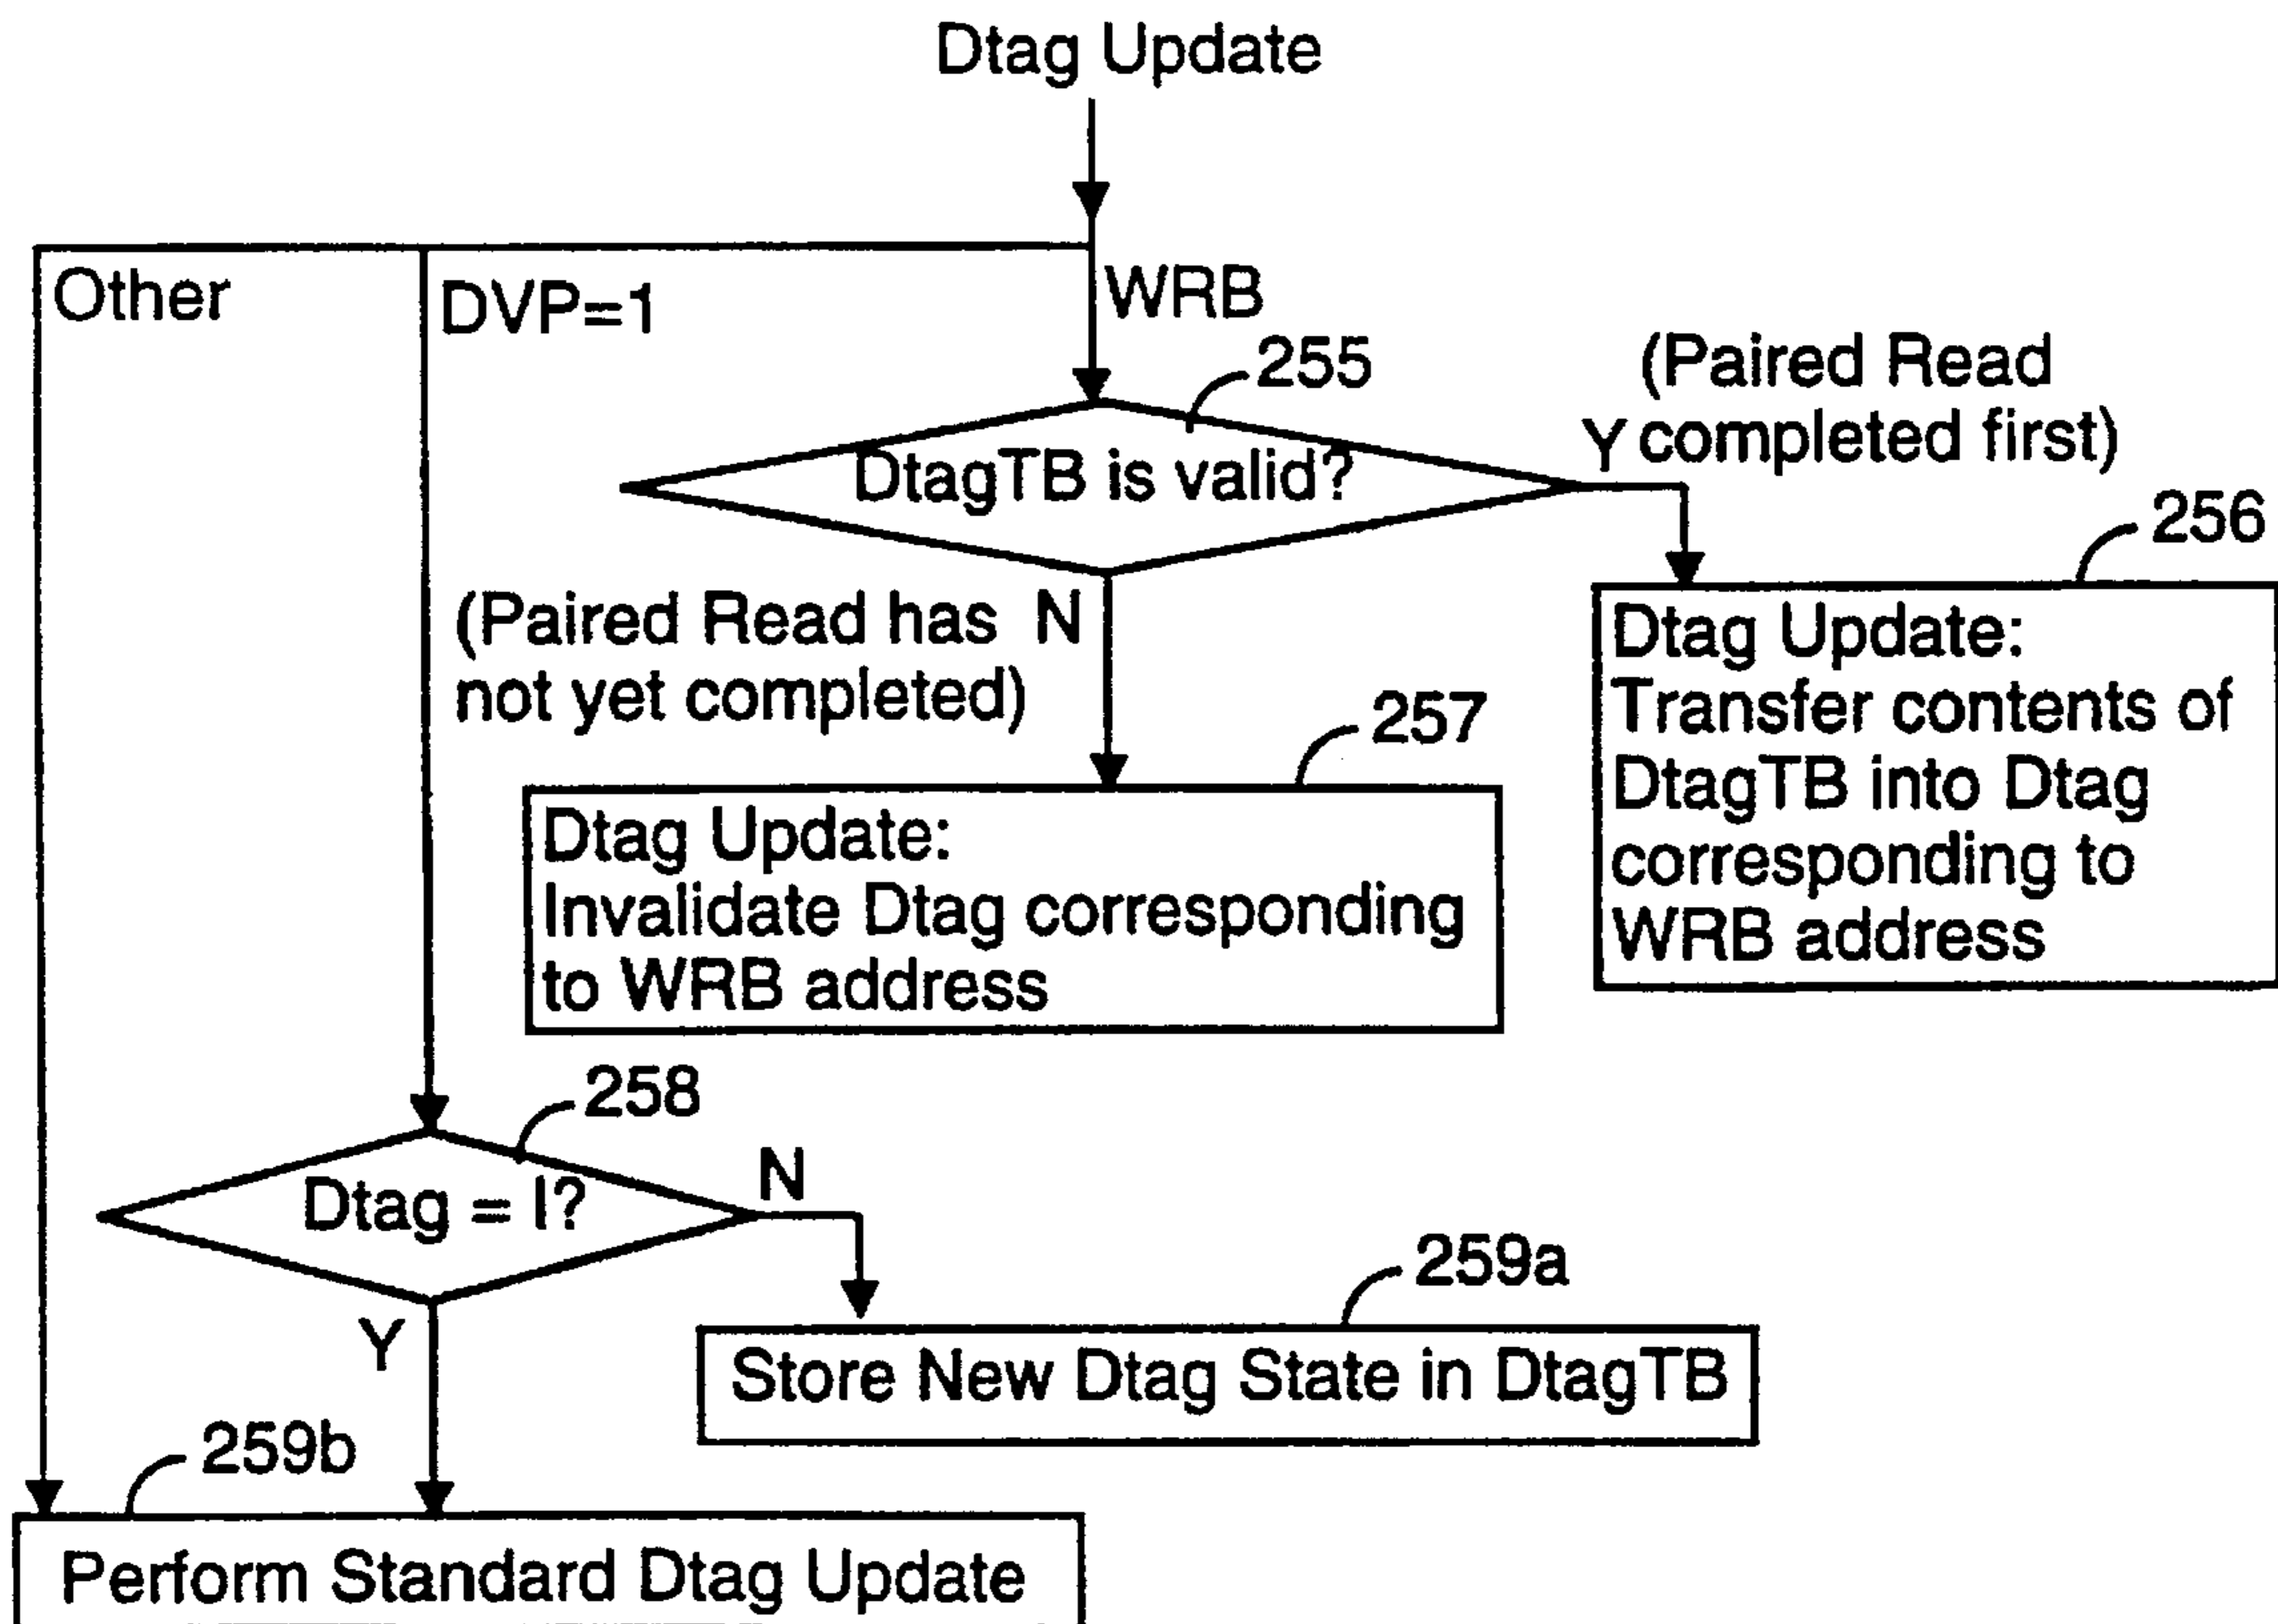 Dtag Update
Other
DVP=1
WRB
255
DtagTB is valid?
(Paired Read
Y completed first)
256
Dtag Update:
Transfer contents of
DtagTB into Dtag
corresponding to
WRB address
(Paired Read has N
not yet completed)
257
Dtag Update:
Invalidate Dtag corresponding
to WRB address
258
Dtag = I?
N
259a
Store New Dtag State in DtagTB
Y
259b
Perform Standard Dtag Update